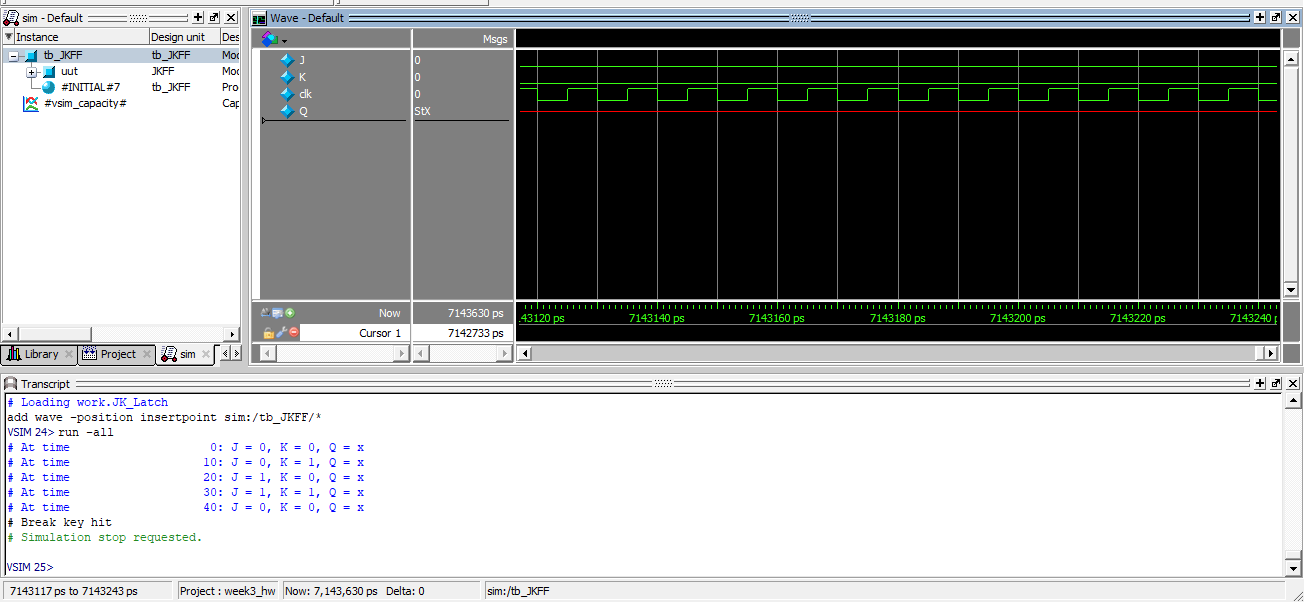 sim - Default
Instance Design unit Des
tb_JKFF tb_JKFF Mod
uut JKFF Mod
#INITIAL#7 tb_JKFF Pro
#vsim_capacity# Cap
Library Project sim
Wave - Default
Msgs
J 0
K 0
clk 0
Q StX
Now 7143630 ps
Cursor 1 7142733 ps
.43120 ps 7143140 ps 7143160 ps 7143180 ps 7143200 ps 7143220 ps 7143240 p
Transcript
# Loading work.JK_Latch
add wave -position insertpoint sim:/tb_JKFF/*
VSIM 24> run -all
# At time 0: J = 0, K = 0, Q = x
# At time 10: J = 0, K = 1, Q = x
# At time 20: J = 1, K = 0, Q = x
# At time 30: J = 1, K = 1, Q = x
# At time 40: J = 0, K = 0, Q = x
# Break key hit
# Simulation stop requested.
VSIM 25>
7143117 ps to 7143243 ps Project : week3_hw Now: 7,143,630 ps Delta: 0 sim:/tb_JKFF